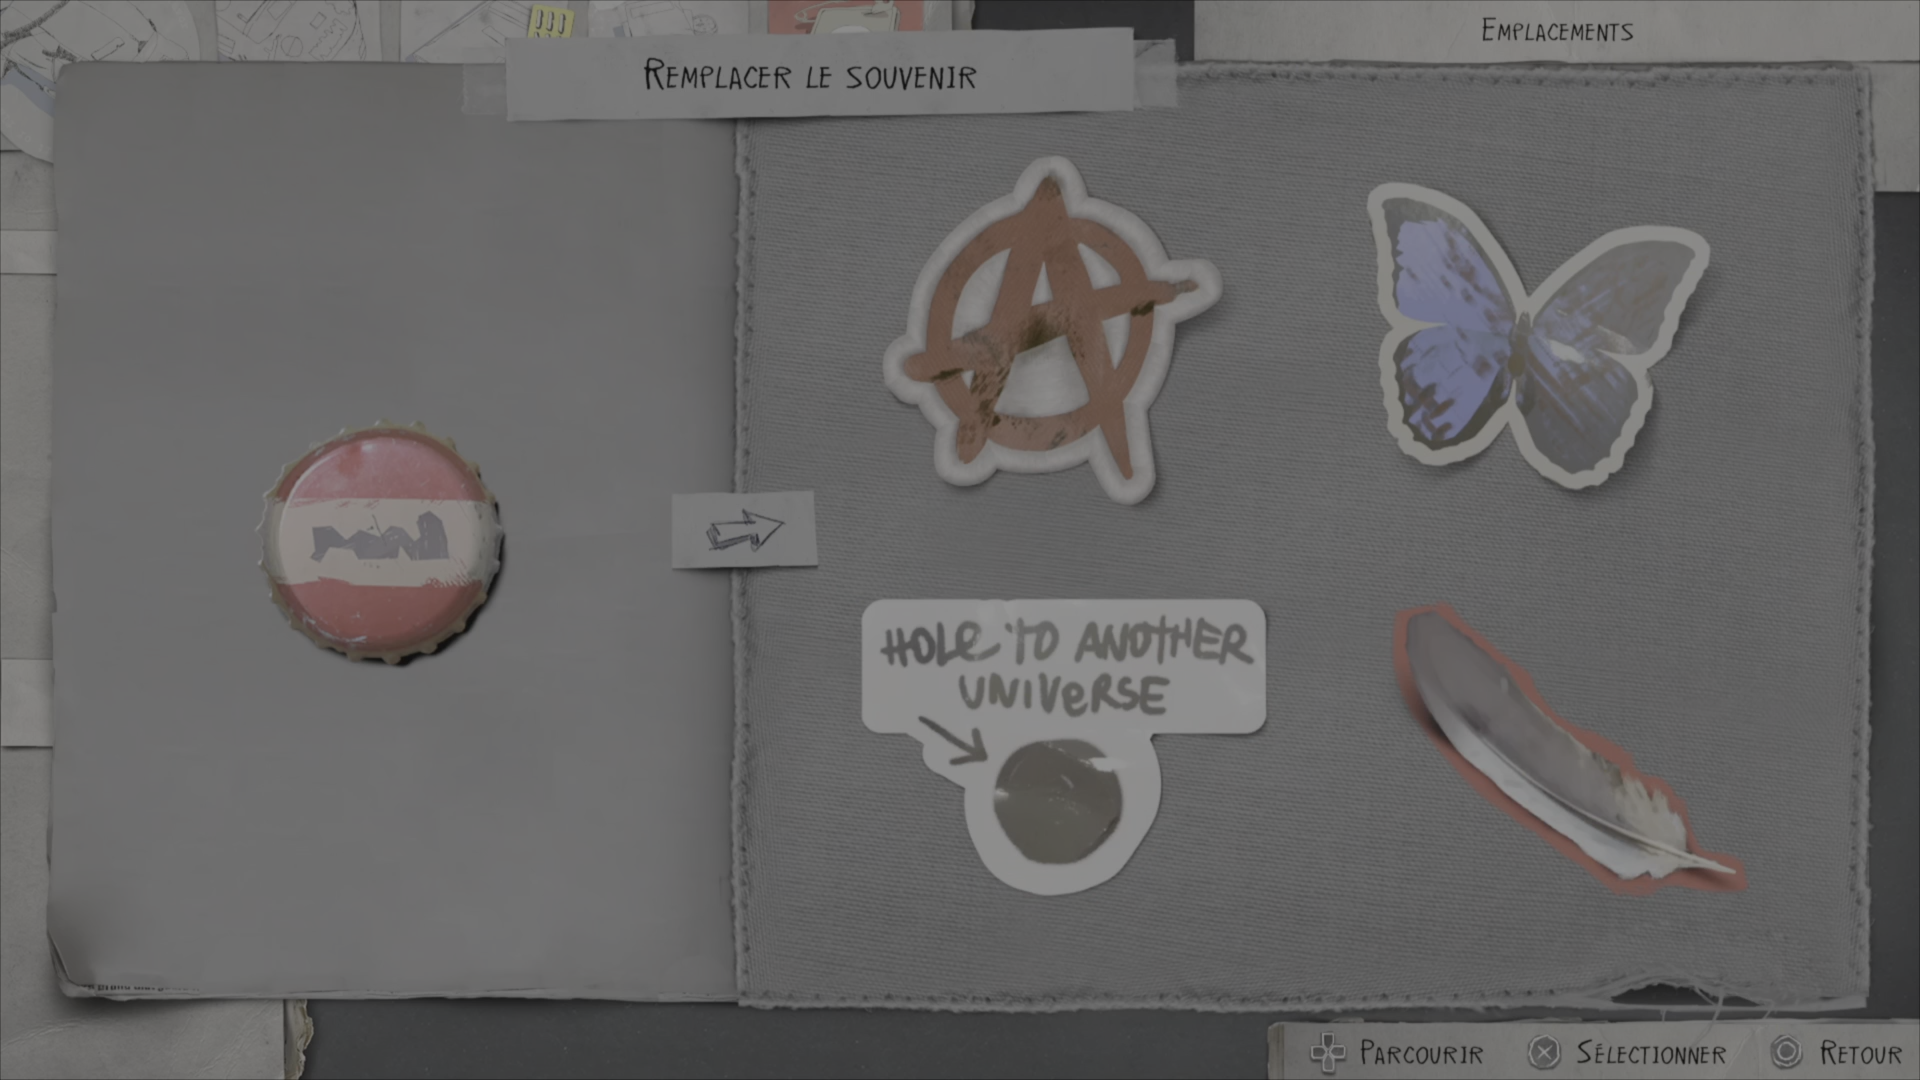 EMPLACEMENTS
REMPLACER LE SOUVENIR
HOLE TO ANOTHER
UNIVERSE
PARCOURIR
SÉLECTIONNER
RETOUR